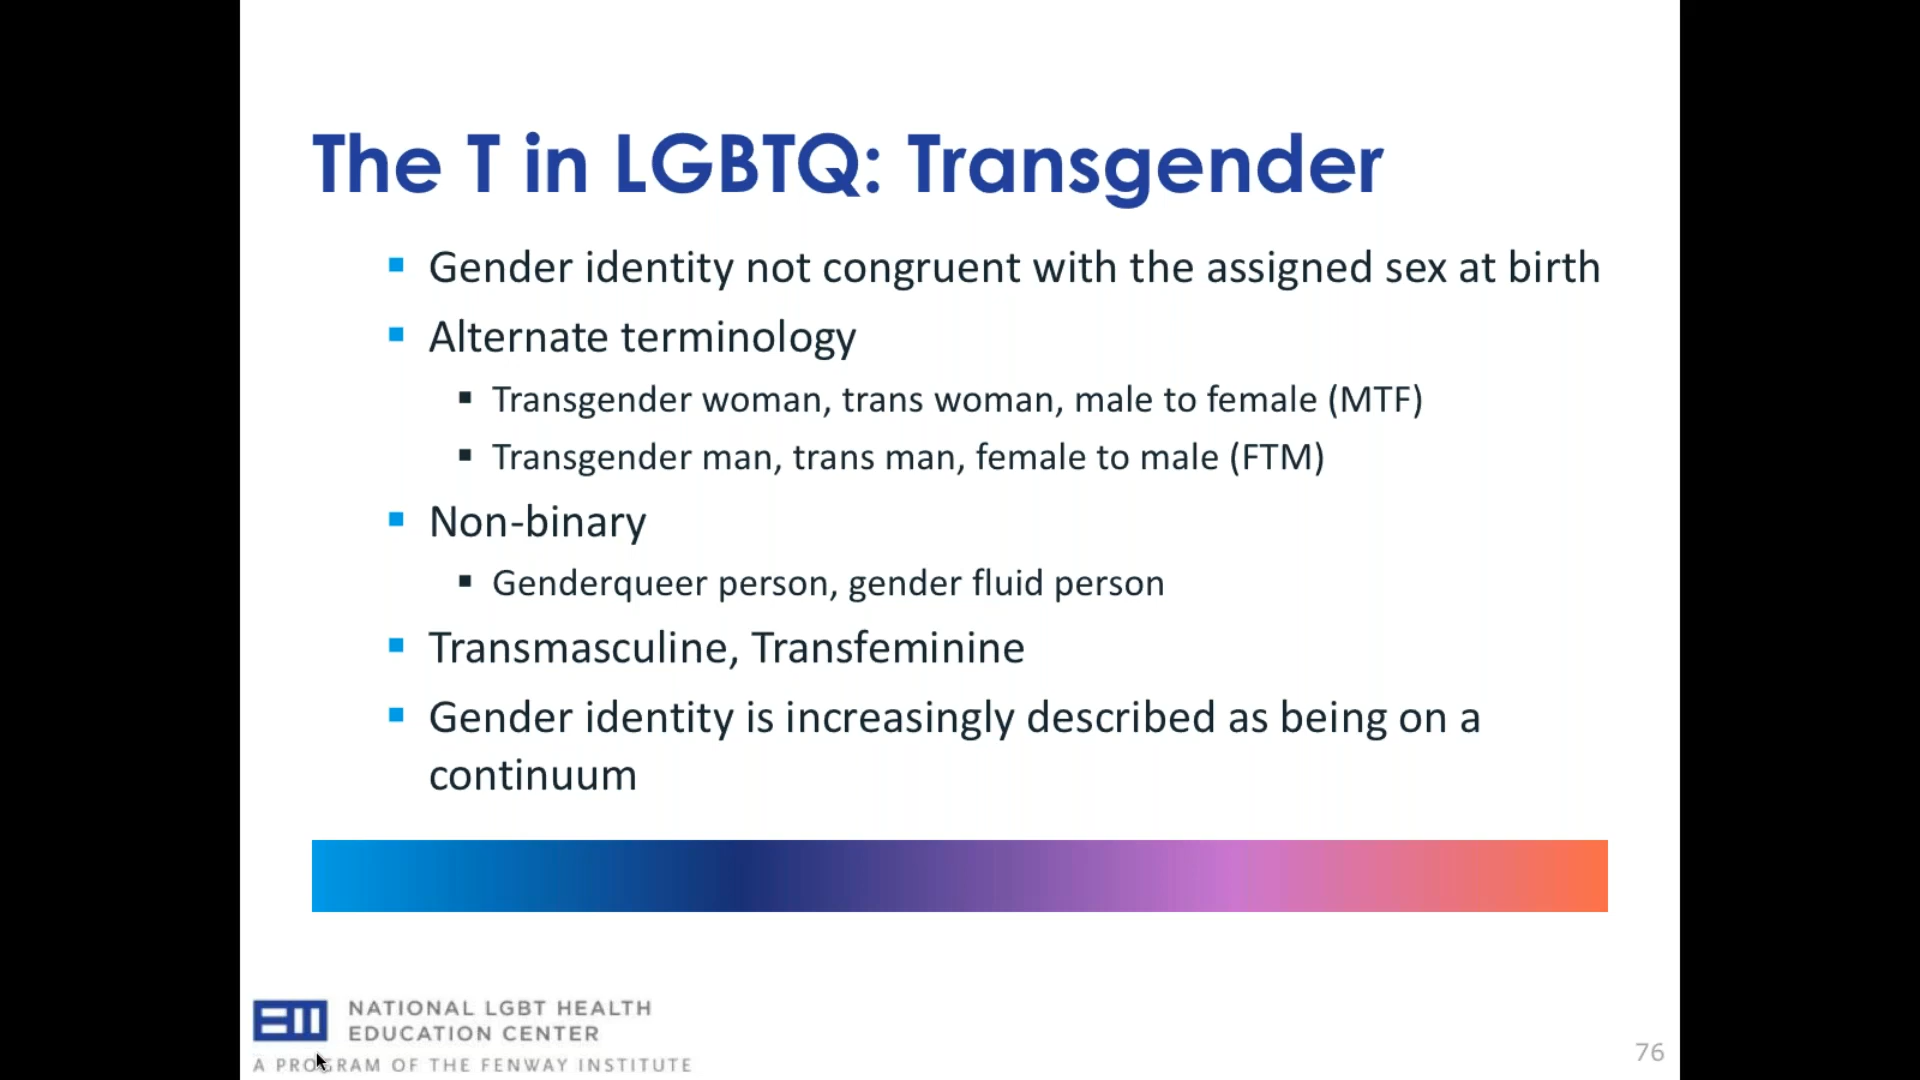 The T in LGBTQ: Transgender
Gender identity not congruent with the assigned sex at birth
Alternate terminology
Transgender woman, trans woman, male to female (MTF)
Transgender man, trans man, female to male (FTM)
Non-binary
Genderqueer person, gender fluid person
Transmasculine, Transfeminine
Gender identity is increasingly described as being on a
continuum
NATIONAL LGBT HEALTH
EDUCATION CENTER
A PROGRAM OF THE FENWAY INSTITUTE
76